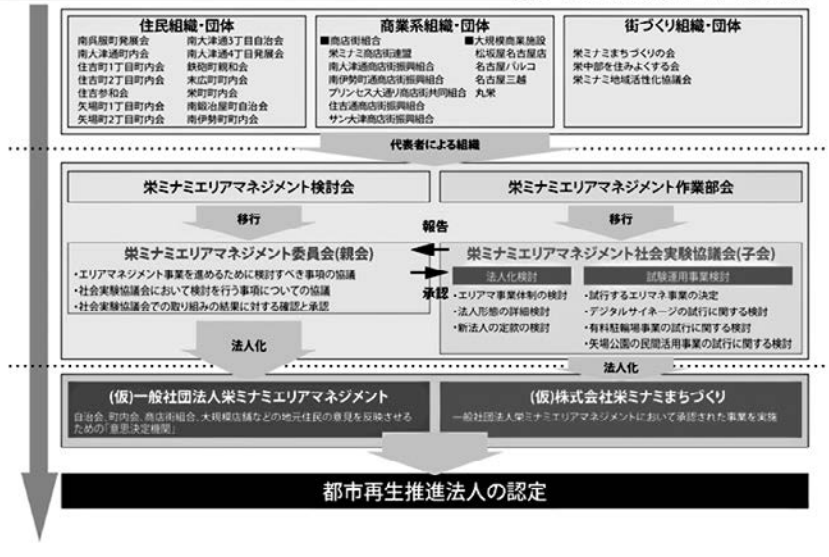 住民組織・団体
南呉服町発展会
南大津通町内会
住吉町1丁目町内会
住吉町2丁目町内会
住吉参和会
矢場町1丁目町内会
矢場町2丁目町内会
南大津通3丁目自治会
南大津通4丁目発展会
鉄砲町親和会
末広町町内会
栄町町内会
南鍛冶屋町自治会
南伊勢町町内会
商業系組織・団体
■商店街組合
栄ミナミ商店街連盟
南大津通商店街振興組合
南伊勢町通商店街振興組合
プリンセス大通り商店街共同組合
住吉通商店街振興組合
サン大津商店街振興組合
■大規模商業施設
松坂屋名古屋店
名古屋パルコ
名古屋三越
丸栄
街づくり組織・団体
栄ミナミまちづくりの会
栄中部を住みよくする会
栄ミナミ地域活性化協議会
代表者による組織
栄ミナミエリアマネジメント検討会
栄ミナミエリアマネジメント作業部会
移行
移行
報告
承認
栄ミナミエリアマネジメント委員会(親会)
・エリアマネジメント事業を進めるために検討すべき事項の協議
・社会実験協議会において検討を行う事項についての協議
・社会実験協議会での取り組みの結果に対する確認と承認
栄ミナミエリアマネジメント社会実験協議会(子会)
法人化検討
・エリアマ事業体制の検討
・法人形態の詳細検討
・新法人の定款の検討
試験運用事業検討
・試行するエリマネ事業の決定
・デジタルサイネージの試行に関する検討
・有料駐輪場事業の試行に関する検討
・矢場公園の民間活用事業の試行に関する検討
法人化
法人化
(仮)一般社団法人栄ミナミエリアマネジメント
自治会、町内会、商店街組合、大規模店舗などの地元住民の意見を反映させる
ための「意思決定機関」
(仮)株式会社栄ミナミまちづくり
一般社団法人栄ミナミエリアマネジメントにおいて承認された事業を実施
都市再生推進法人の認定